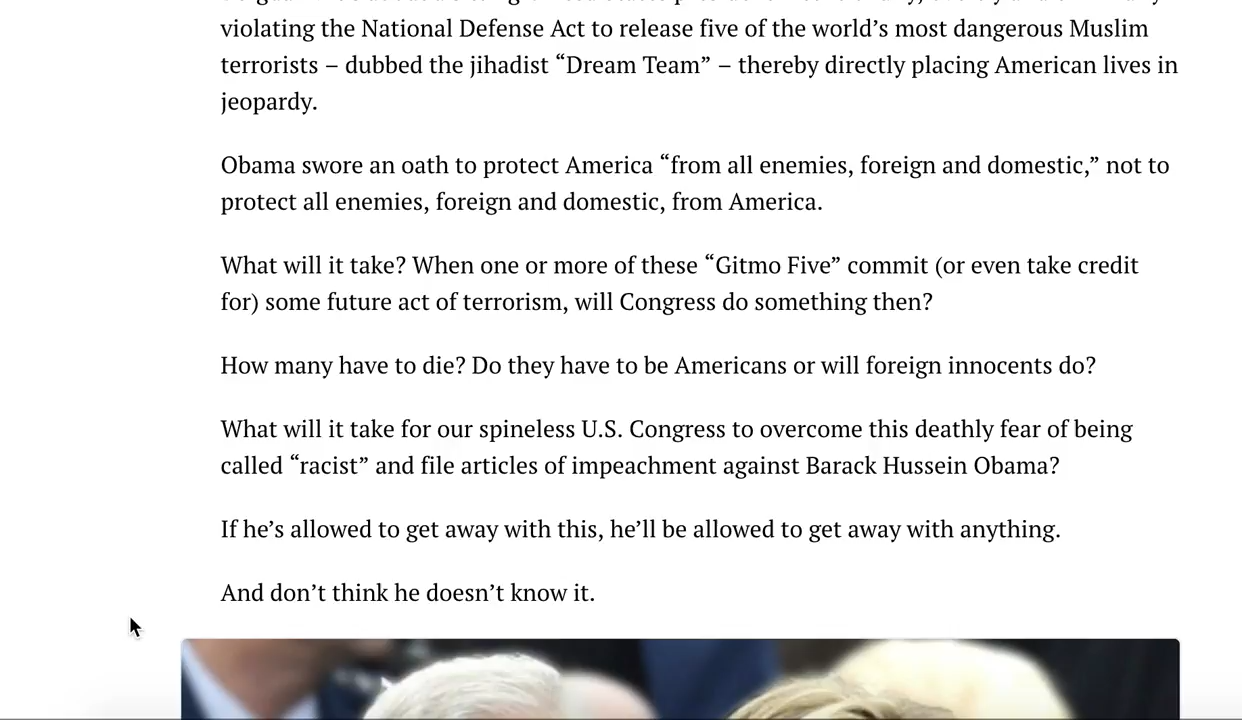 violating the National Defense Act to release five of the world’s most dangerous Muslim
terrorists – dubbed the jihadist “Dream Team” – thereby directly placing American lives in
jeopardy.
Obama swore an oath to protect America “from all enemies, foreign and domestic,” not to
protect all enemies, foreign and domestic, from America.
What will it take? When one or more of these “Gitmo Five” commit (or even take credit
for) some future act of terrorism, will Congress do something then?
How many have to die? Do they have to be Americans or will foreign innocents do?
What will it take for our spineless U.S. Congress to overcome this deathly fear of being
called “racist” and file articles of impeachment against Barack Hussein Obama?
If he’s allowed to get away with this, he’ll be allowed to get away with anything.
And don’t think he doesn’t know it.